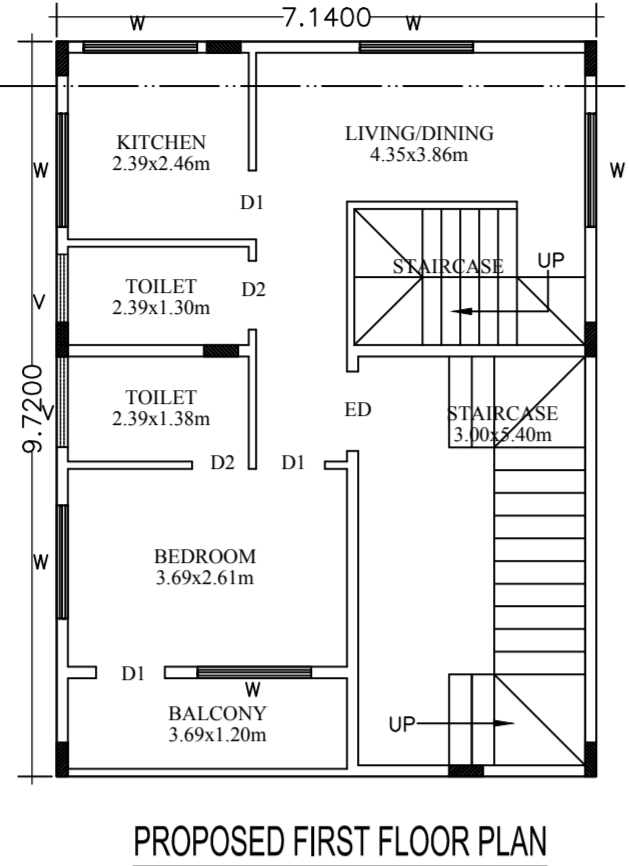 W
7.1400
W
KITCHEN
2.39x2.46m
LIVING/DINING
4.35x3.86m
W
W
D1
TOILET
2.39x1.30m
D2
STAIRCASE
UP
V
9.7200
V
TOILET
2.39x1.38m
ED
STAIRCASE
3.00x5.40m
D2
D1
W
BEDROOM
3.69x2.61m
D1
W
BALCONY
3.69x1.20m
UP
PROPOSED FIRST FLOOR PLAN